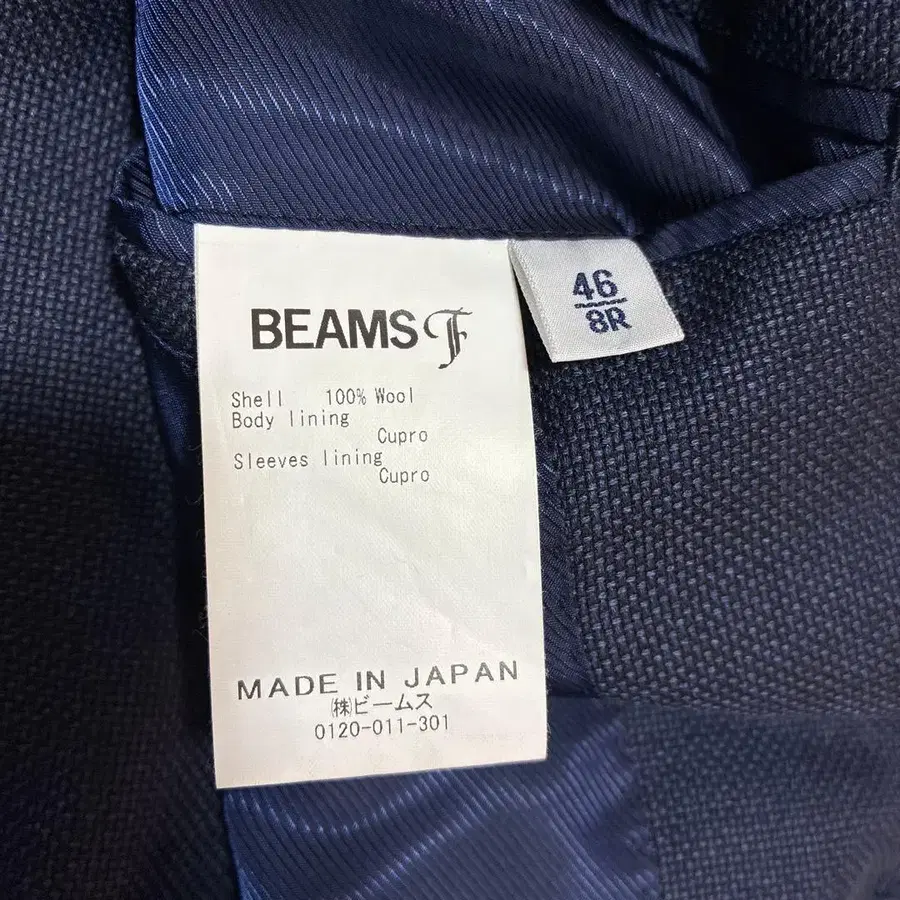 BEAMS F
Shell 100% Wool
Body lining
Cupro
Sleeves lining
Cupro
MADE IN JAPAN
㈱ビームス
0120-011-301
46
8R